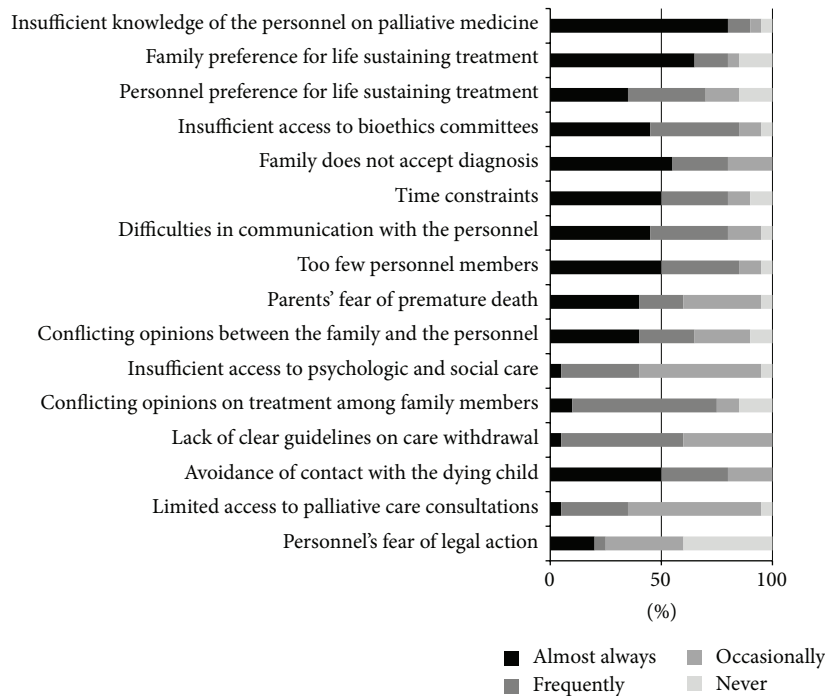 Insufficient knowledge of the personnel on palliative medicine
Family preference for life sustaining treatment
Personnel preference for life sustaining treatment
Insufficient access to bioethics committees
Family does not accept diagnosis
Time constraints
Difficulties in communication with the personnel
Too few personnel members
Parents' fear of premature death
Conflicting opinions between the family and the personnel
Insufficient access to psychologic and social care
Conflicting opinions on treatment among family members
Lack of clear guidelines on care withdrawal
Avoidance of contact with the dying child
Limited access to palliative care consultations
Personnel's fear of legal action
0 50 100
(%)
Almost always Occasionally
Frequently Never